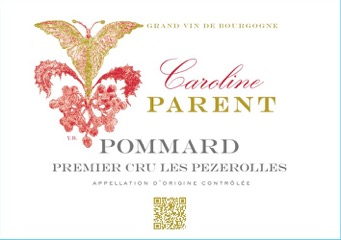 GRAND VIN DE BOURGOGNE
Caroline
PARENT
POMMARD
PREMIER CRU LES PEZEROLLES
APPELLATION D'ORIGINE CONTRÔLÉE